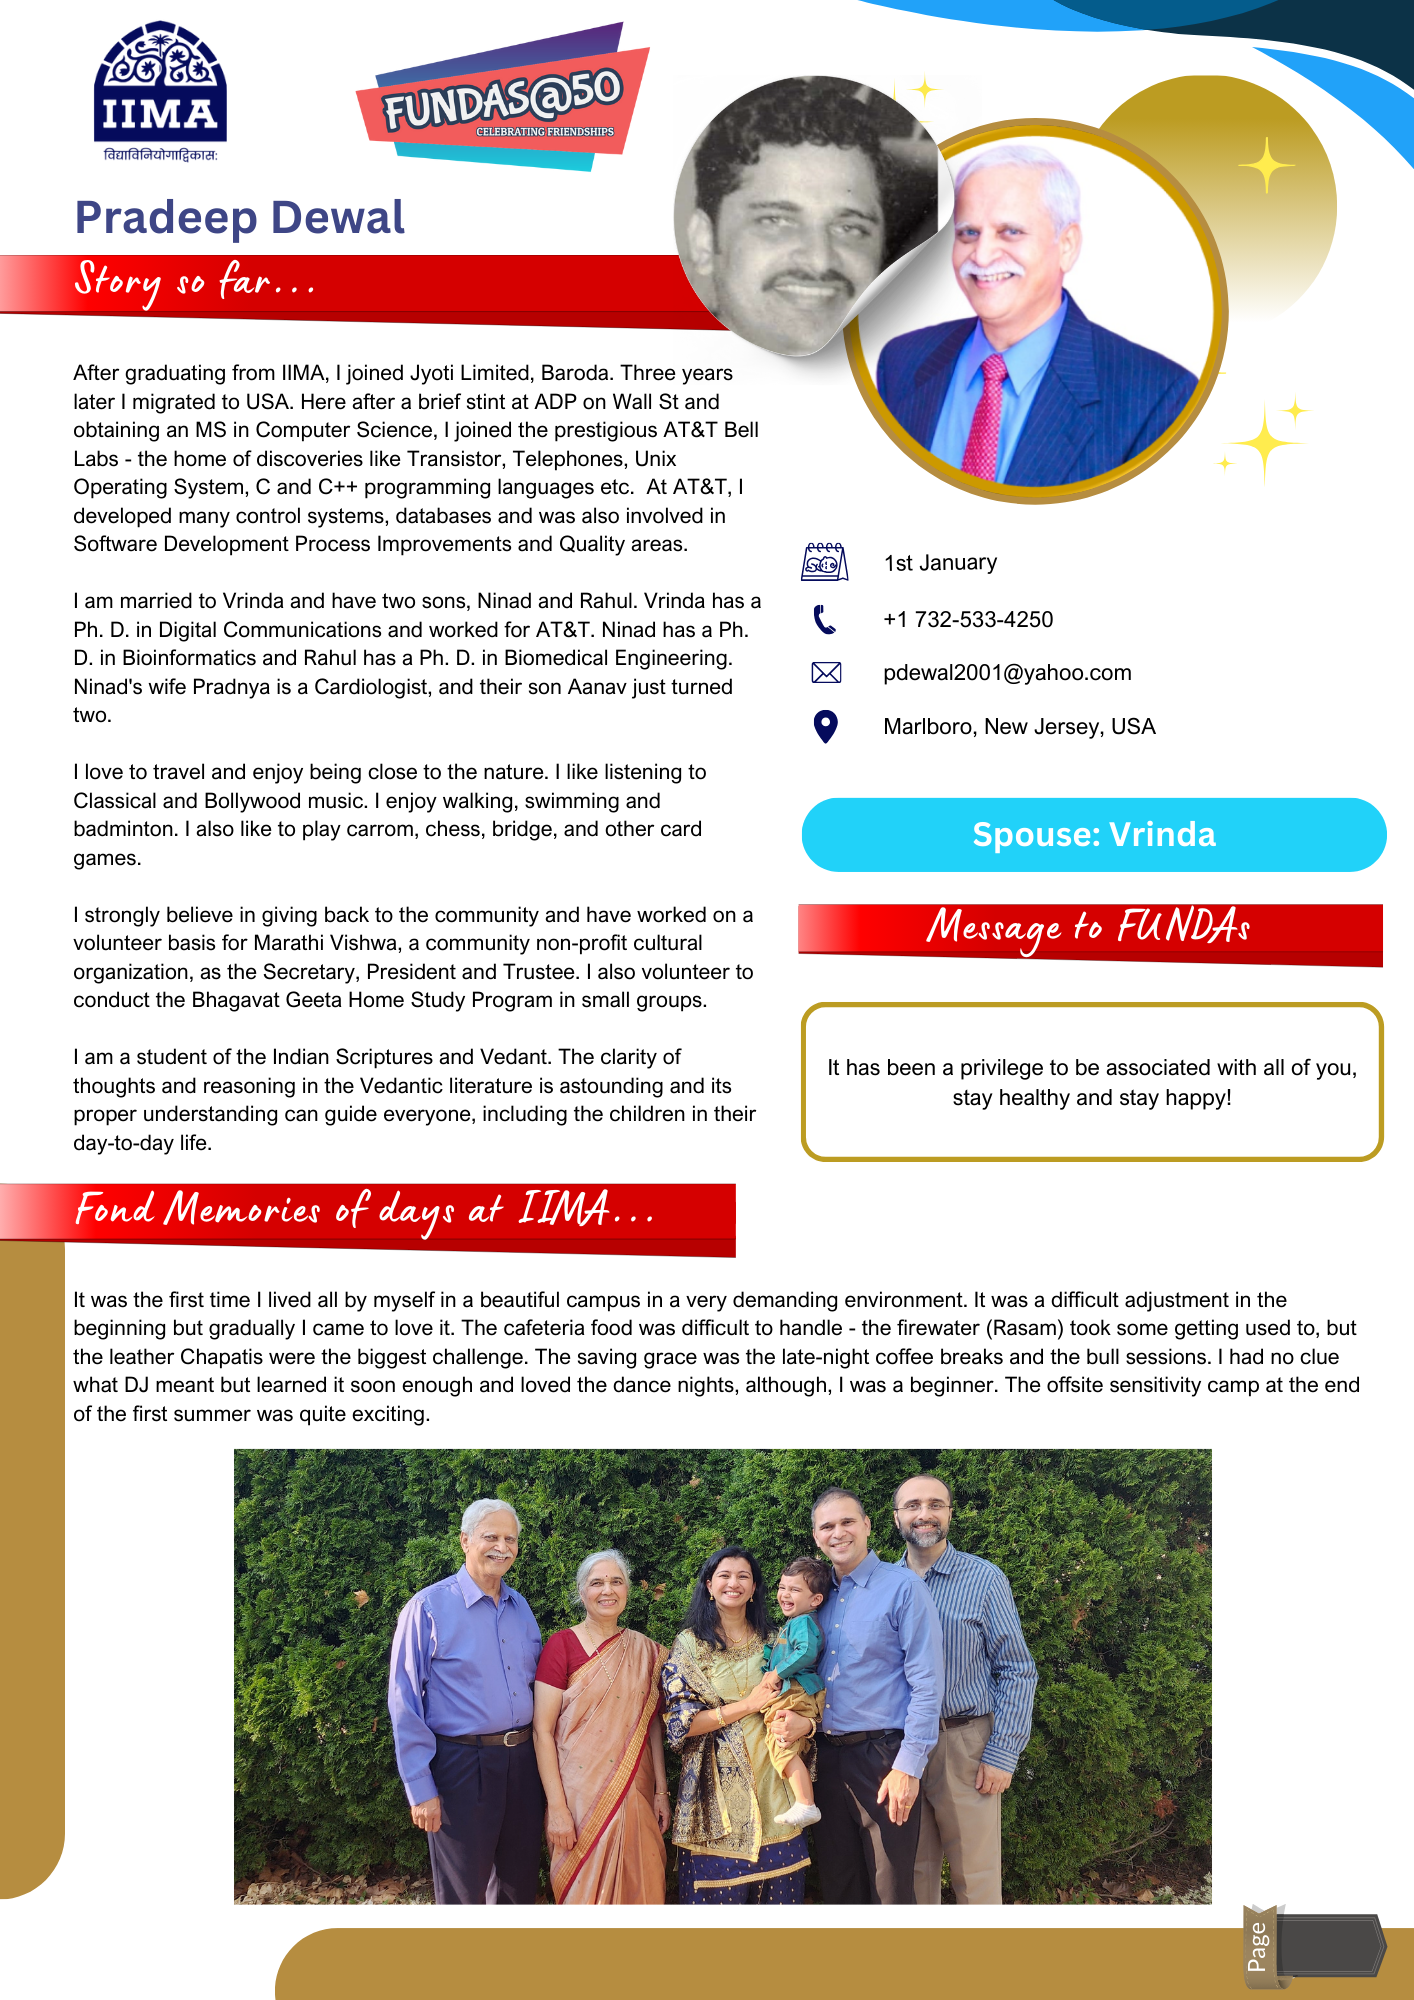 IIMA
विद्याविनियोगाद्विकास:
FUNDAS@50
CELEBRATING FRIENDSHIPS
Pradeep Dewal
Story so far...
After graduating from IIMA, I joined Jyoti Limited, Baroda. Three years
later I migrated to USA. Here after a brief stint at ADP on Wall St and
obtaining an MS in Computer Science, I joined the prestigious AT&T Bell
Labs - the home of discoveries like Transistor, Telephones, Unix
Operating System, C and C++ programming languages etc.  At AT&T, I
developed many control systems, databases and was also involved in
Software Development Process Improvements and Quality areas.
I am married to Vrinda and have two sons, Ninad and Rahul. Vrinda has a
Ph. D. in Digital Communications and worked for AT&T. Ninad has a Ph.
D. in Bioinformatics and Rahul has a Ph. D. in Biomedical Engineering.
Ninad's wife Pradnya is a Cardiologist, and their son Aanav just turned
two.
I love to travel and enjoy being close to the nature. I like listening to
Classical and Bollywood music. I enjoy walking, swimming and
badminton. I also like to play carrom, chess, bridge, and other card
games.
I strongly believe in giving back to the community and have worked on a
volunteer basis for Marathi Vishwa, a community non-profit cultural
organization, as the Secretary, President and Trustee. I also volunteer to
conduct the Bhagavat Geeta Home Study Program in small groups.
I am a student of the Indian Scriptures and Vedant. The clarity of
thoughts and reasoning in the Vedantic literature is astounding and its
proper understanding can guide everyone, including the children in their
day-to-day life.
1st January
+1 732-533-4250
pdewal2001@yahoo.com
Marlboro, New Jersey, USA
Spouse: Vrinda
Message to FUNDAs
It has been a privilege to be associated with all of you,
stay healthy and stay happy!
Fond Memories of days at IIMA...
It was the first time I lived all by myself in a beautiful campus in a very demanding environment. It was a difficult adjustment in the
beginning but gradually I came to love it. The cafeteria food was difficult to handle - the firewater (Rasam) took some getting used to, but
the leather Chapatis were the biggest challenge. The saving grace was the late-night coffee breaks and the bull sessions. I had no clue
what DJ meant but learned it soon enough and loved the dance nights, although, I was a beginner. The offsite sensitivity camp at the end
of the first summer was quite exciting.
Page